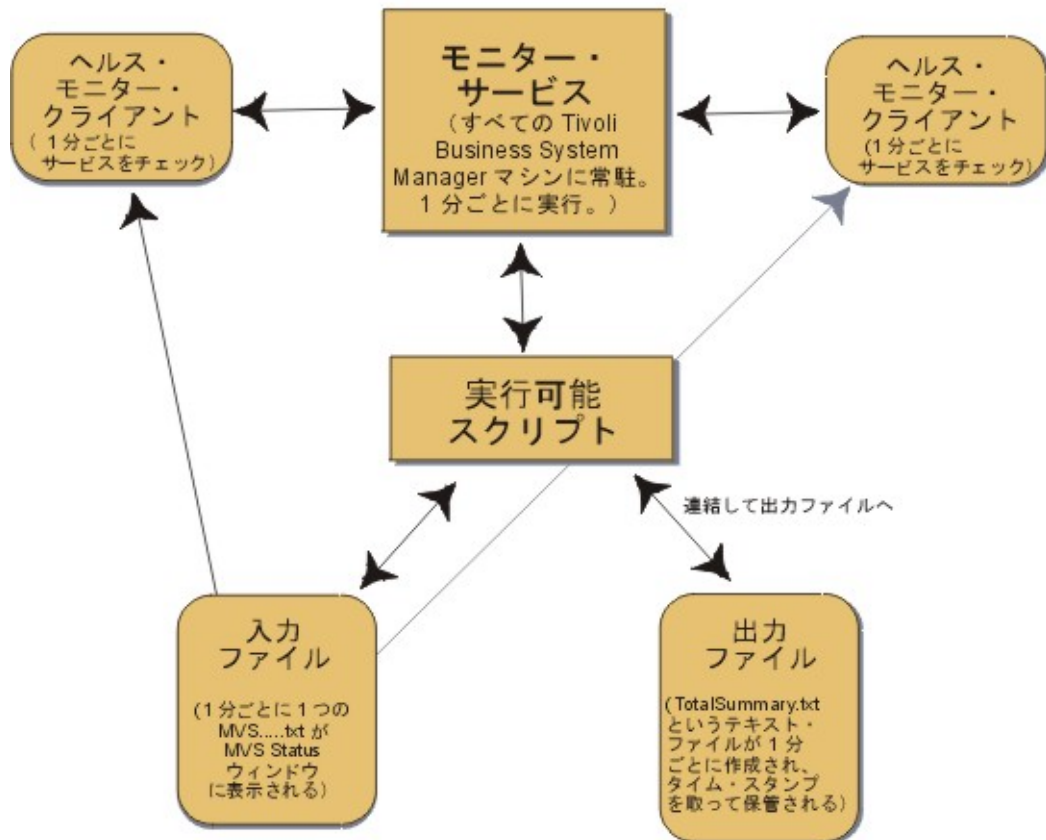 ヘルス・
モニター・
クライアント
(１分ごとに
サービスをチェック)
モニター・
サービス
(すべての Tivoli
Business System
Manager マシンに常駐。
１分ごとに実行。)
ヘルス・
モニター・
クライアント
(1分ごとに
サービスをチェック)
実行可能
スクリプト
連結して出力ファイルへ
入力
ファイル
(１分ごとに１つの
MVS.....txt が
MVS Status
ウィンドウ
に表示される)
出力
ファイル
(TotalSummary.txt
というテキスト・
ファイルが１分
ごとに作成され、
タイム・スタンプ
を取って保管される)